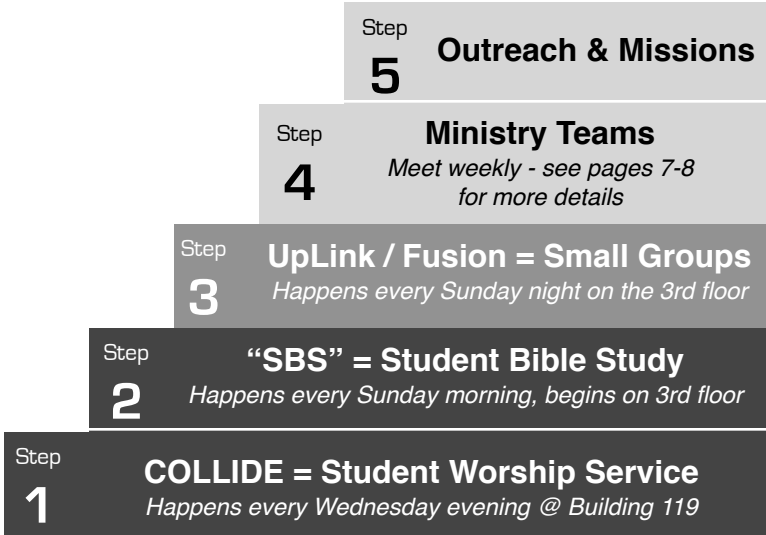 Step
5
Outreach & Missions
Step
4
Ministry Teams
Meet weekly - see pages 7-8
for more details
Step
3
UpLink / Fusion = Small Groups
Happens every Sunday night on the 3rd floor
Step
2
“SBS” = Student Bible Study
Happens every Sunday morning, begins on 3rd floor
Step
1
COLLIDE = Student Worship Service
Happens every Wednesday evening @ Building 119